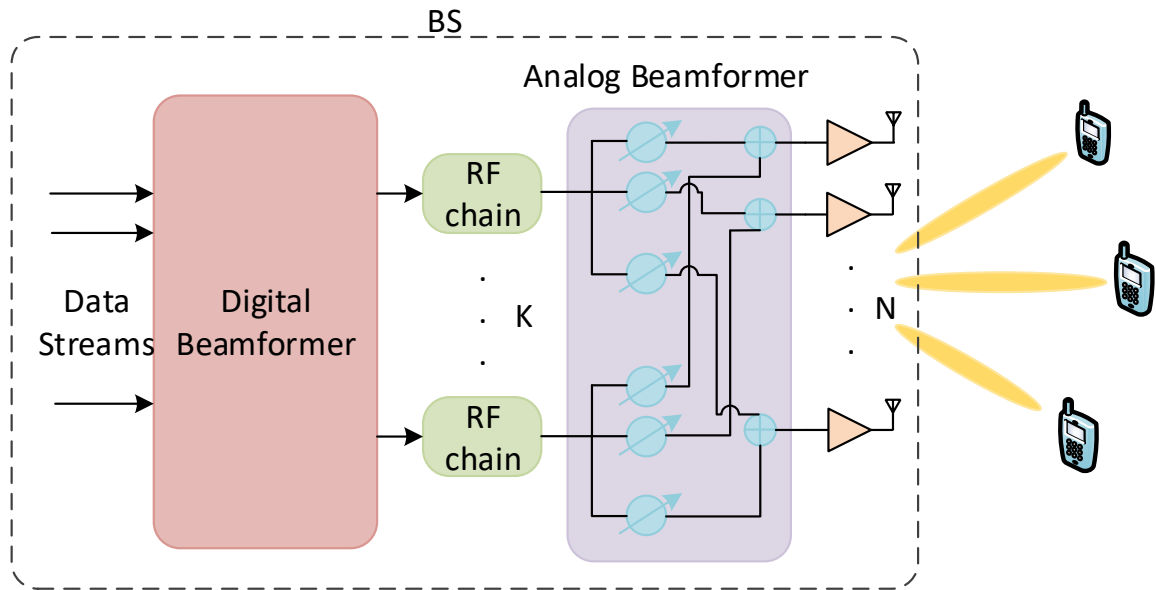 BS
Analog Beamformer
RF
chain
Data
Streams
Digital
Beamformer
K
N
RF
chain